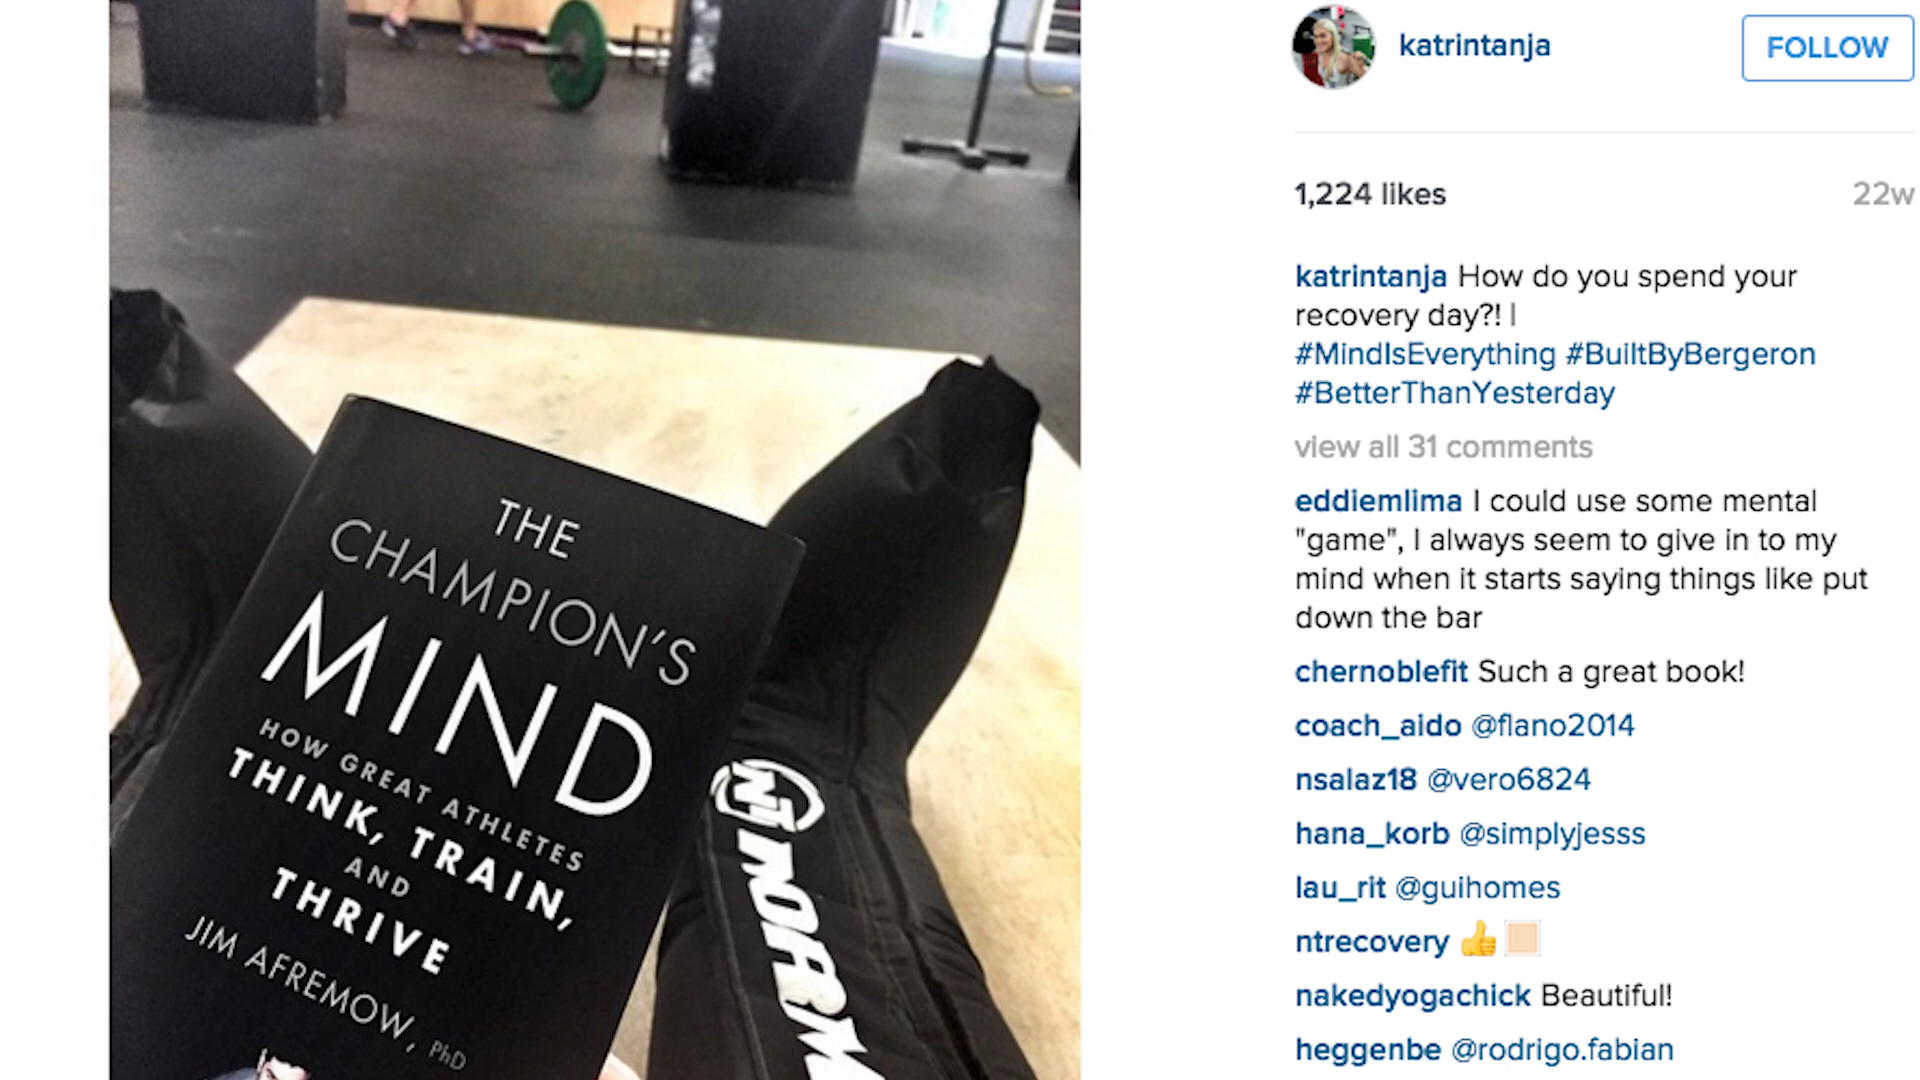 THE
CHAMPION'S
MIND
HOW GREAT ATHLETES
THINK, TRAIN,
AND
THRIVE
JIM AFREMOW, PhD
NT
katrintanja
FOLLOW
1,224 likes
22w
katrintanja How do you spend your
recovery day?! |
#MindIsEverything #BuiltByBergeron
#BetterThanYesterday
view all 31 comments
eddiemlima I could use some mental
"game", I always seem to give in to my
mind when it starts saying things like put
down the bar
chernoblefit Such a great book!
coach_aido @flano2014
nsalaz18 @vero6824
hana_korb @simplyjesss
lau_rit @guihomes
ntrecovery 👍
nakedyogachick Beautiful!
heggenbe @rodrigo.fabian